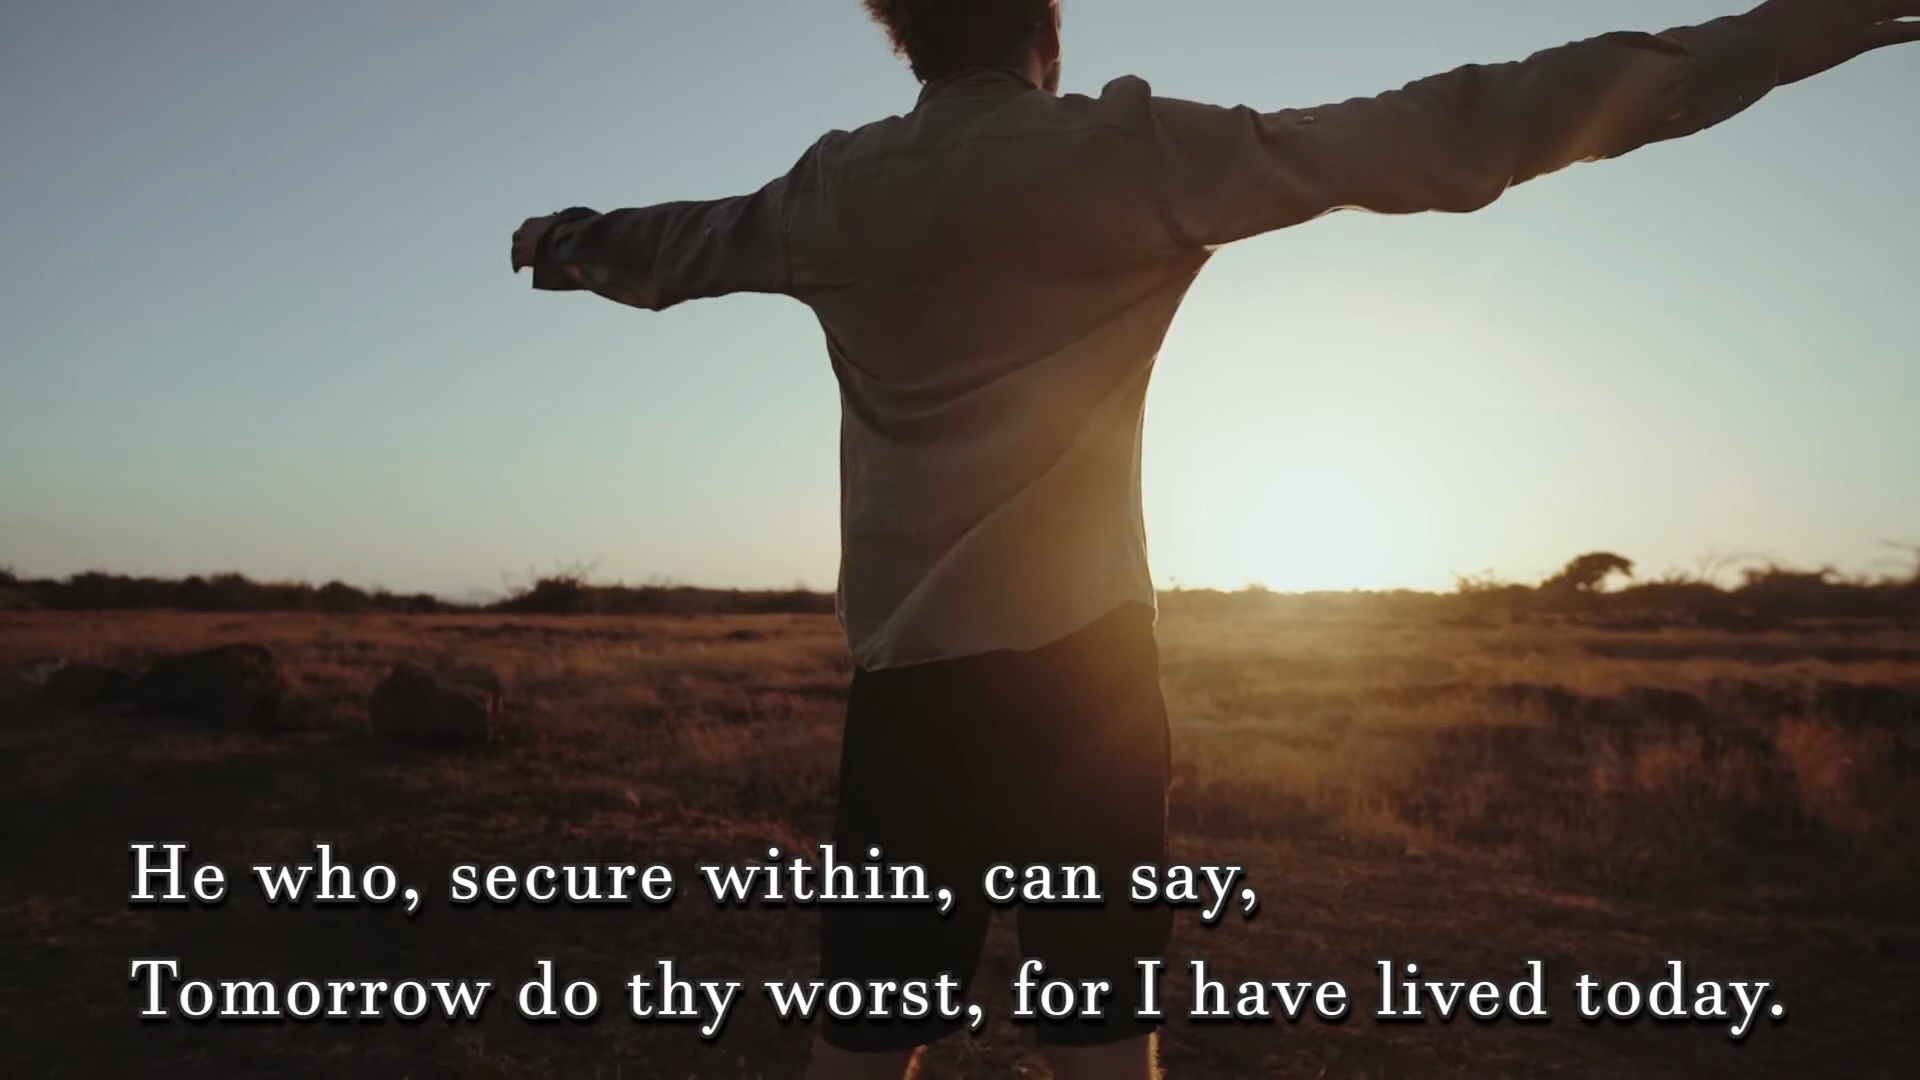 He who, secure within, can say,
Tomorrow do thy worst, for I have lived today.